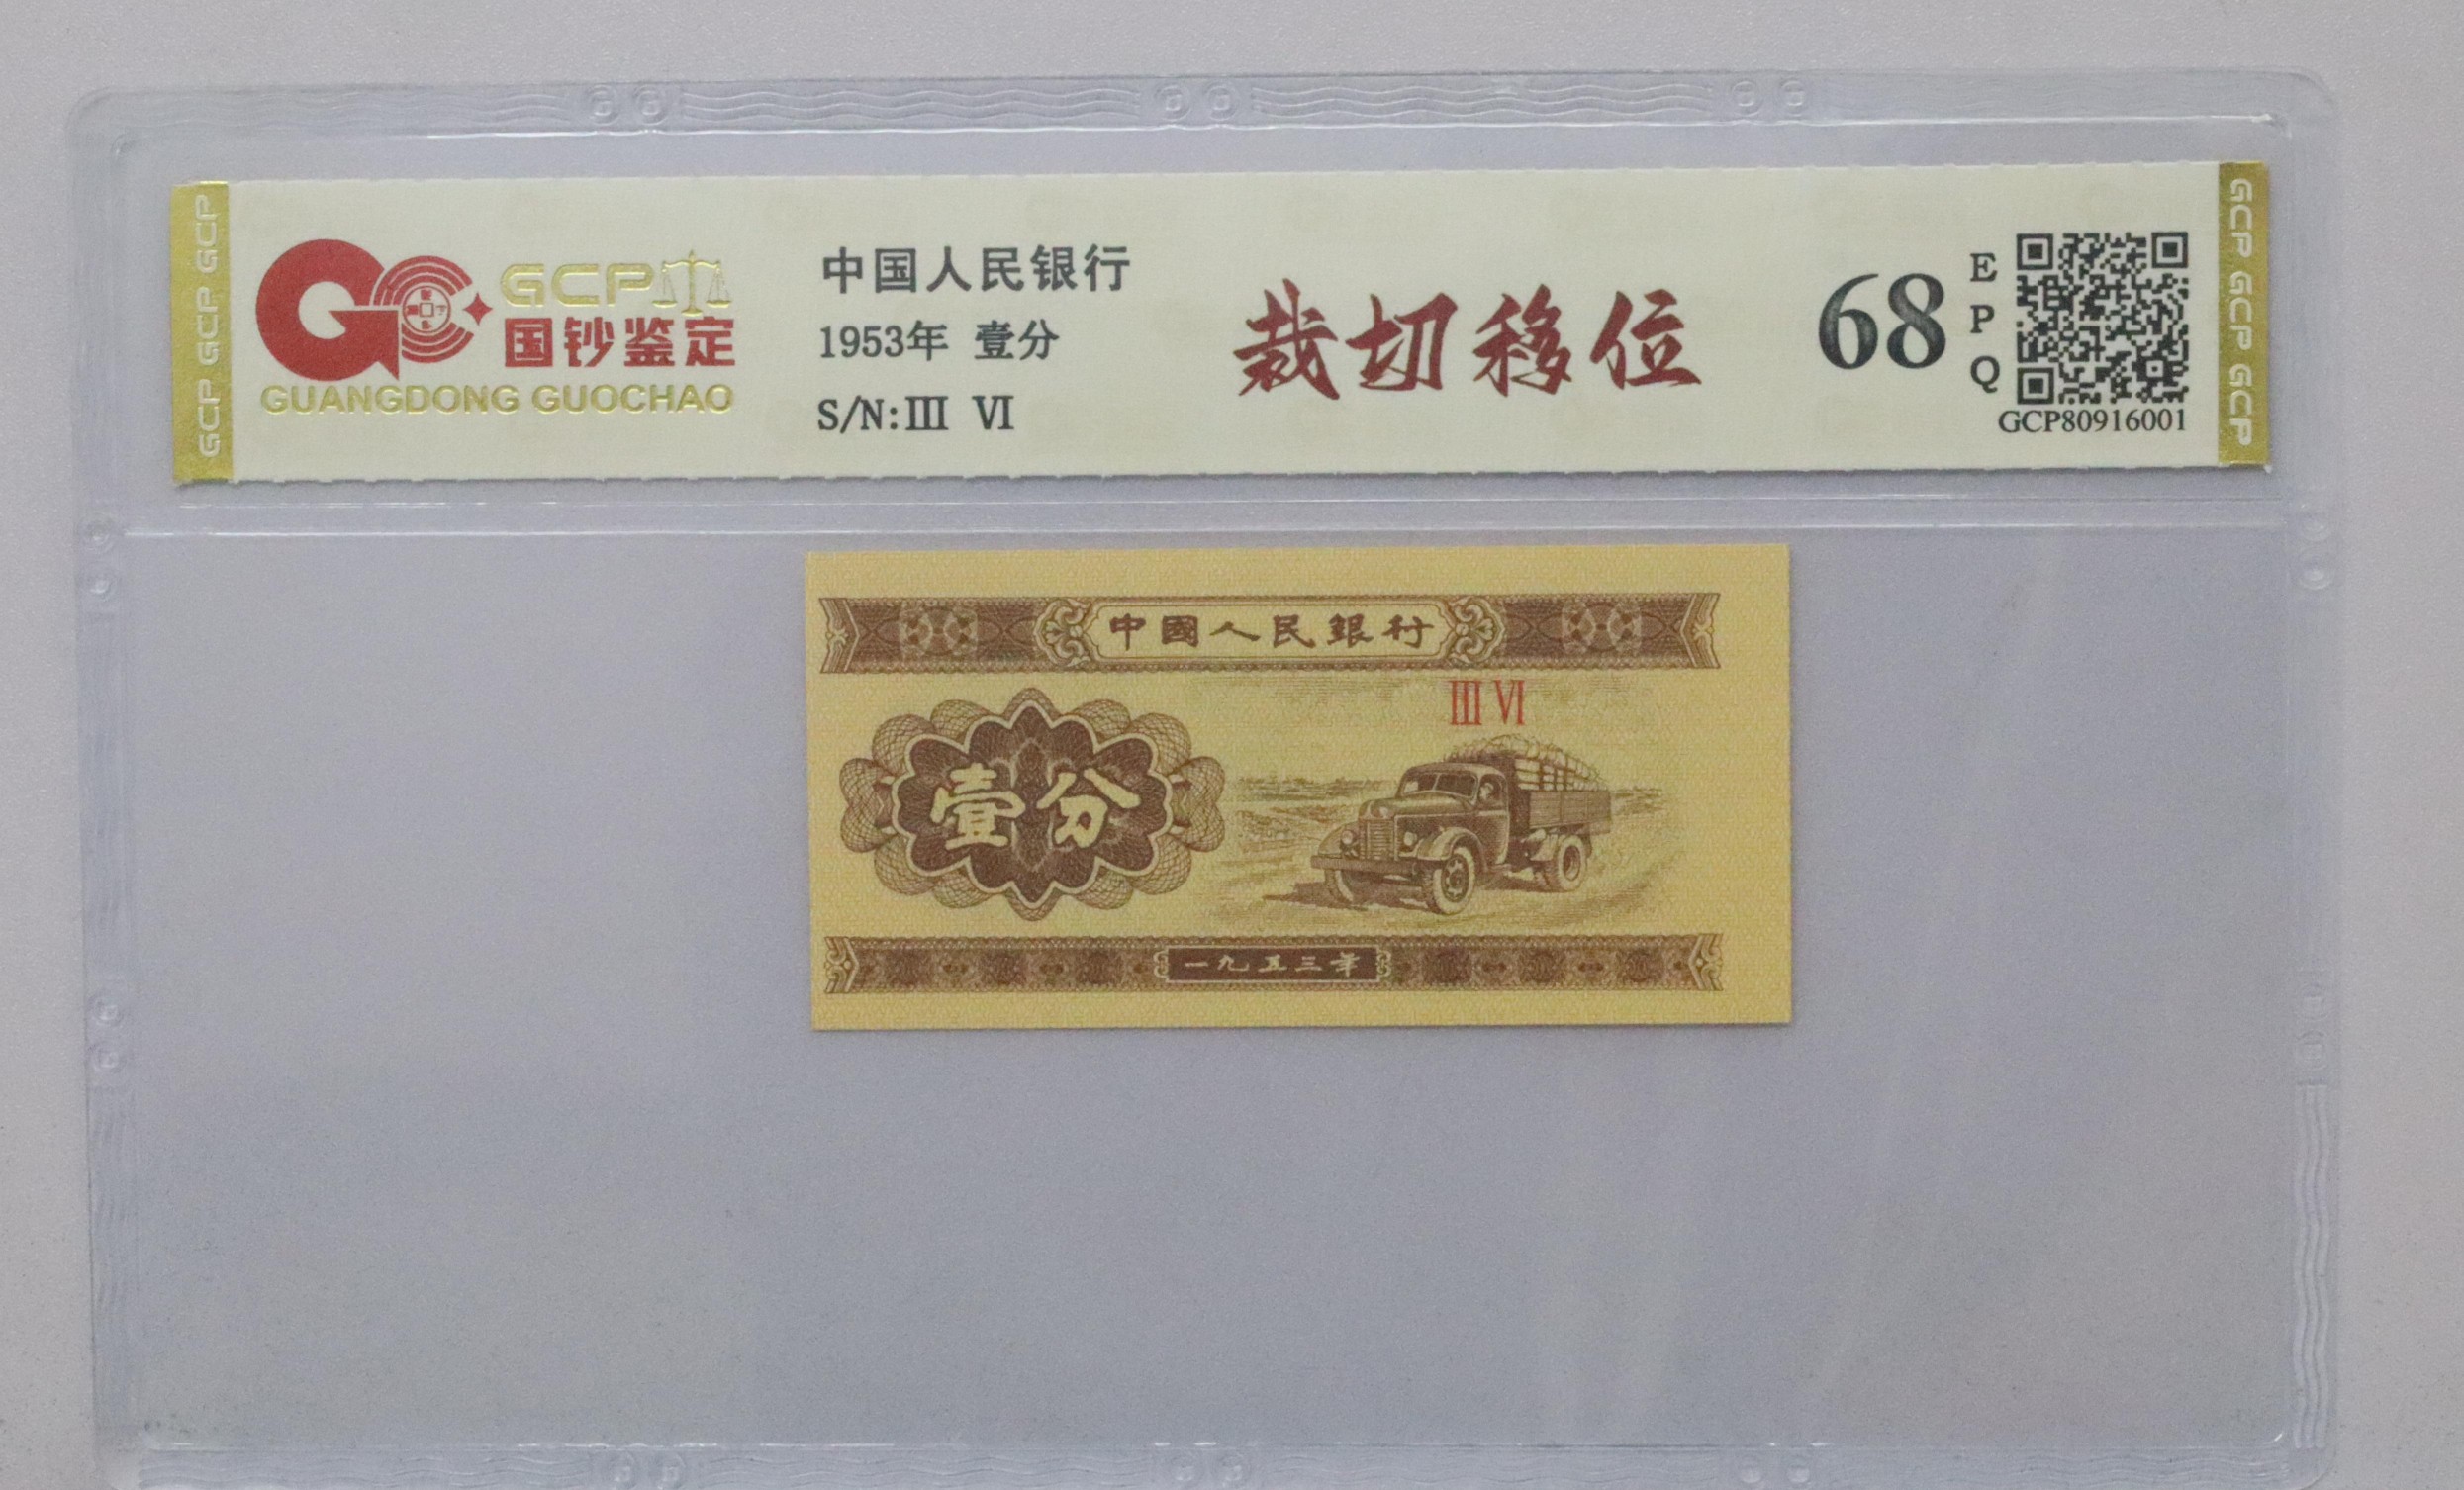 GCP GCP GCP
GCP
国钞鉴定
GUANGDONG GUOCHAO
中国人民银行
1953年 壹分
S/N:III VI
裁切移位
68
E
P
Q
GCP80916001
GCP GCP GCP
中國人民銀行
III VI
壹分
一九五三年